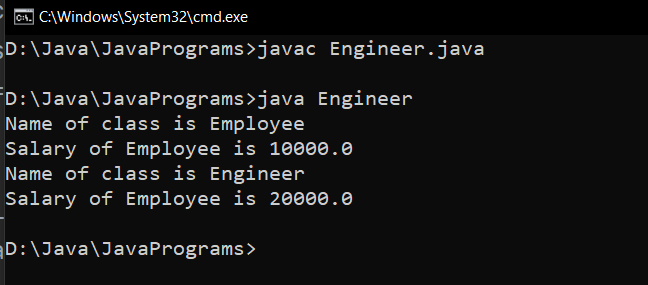 C:\Windows\System32\cmd.exe
D:\Java\JavaPrograms>javac Engineer.java
D:\Java\JavaPrograms>java Engineer
Name of class is Employee
Salary of Employee is 10000.0
Name of class is Engineer
Salary of Employee is 20000.0
D:\Java\JavaPrograms>